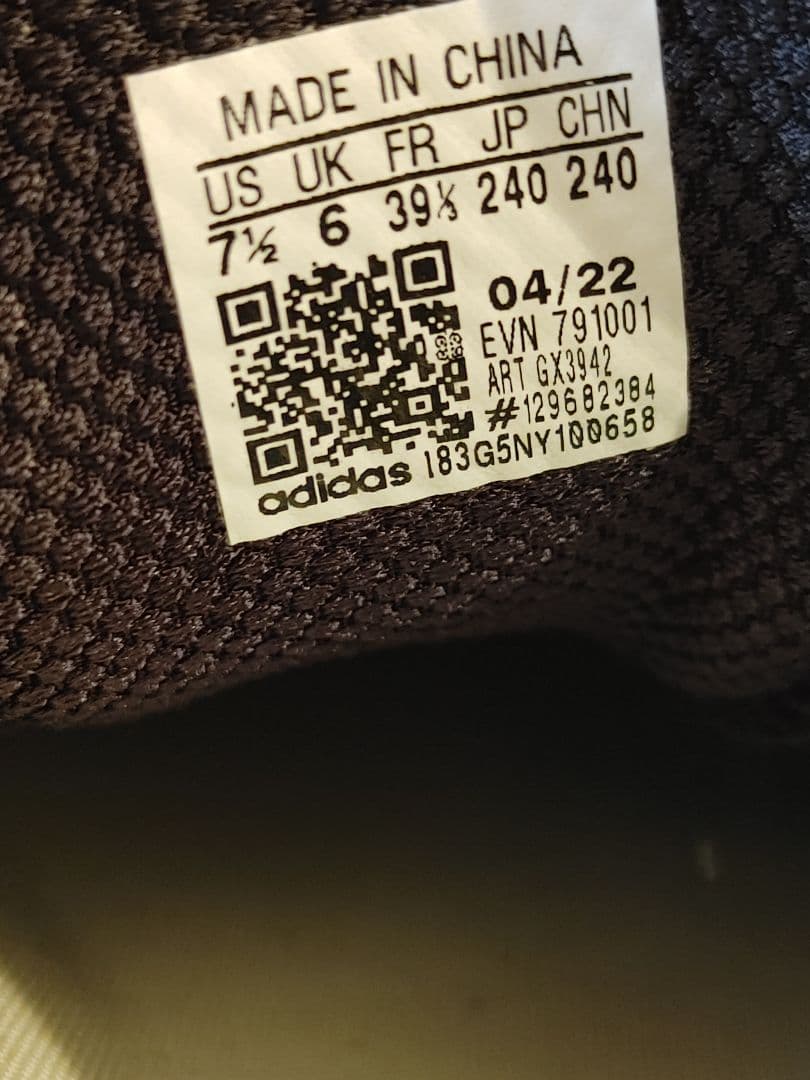 MADE IN CHINA
US UK FR JP CHN
7½ 6 39⅓ 240 240
04/22
EVN 791001
ART GX3942
#129682384
adidas 183G5NY100658